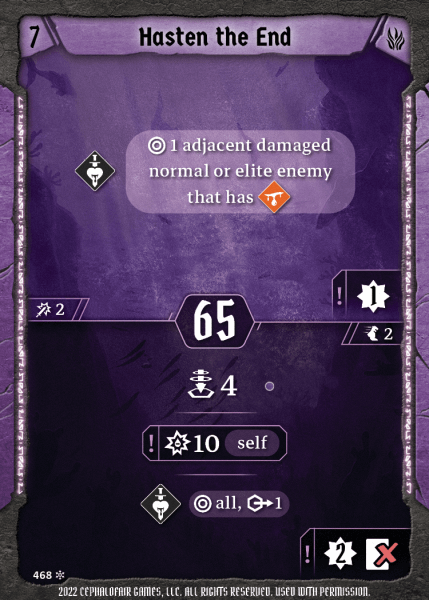 7 Hasten the End
1 adjacent damaged
normal or elite enemy
that has
! 1
2
65
2
4
! 10 self
all, 1
! 2
468
2022 CEPHALOFAIR GAMES, LLC. ALL RIGHTS RESERVED. USED WITH PERMISSION.